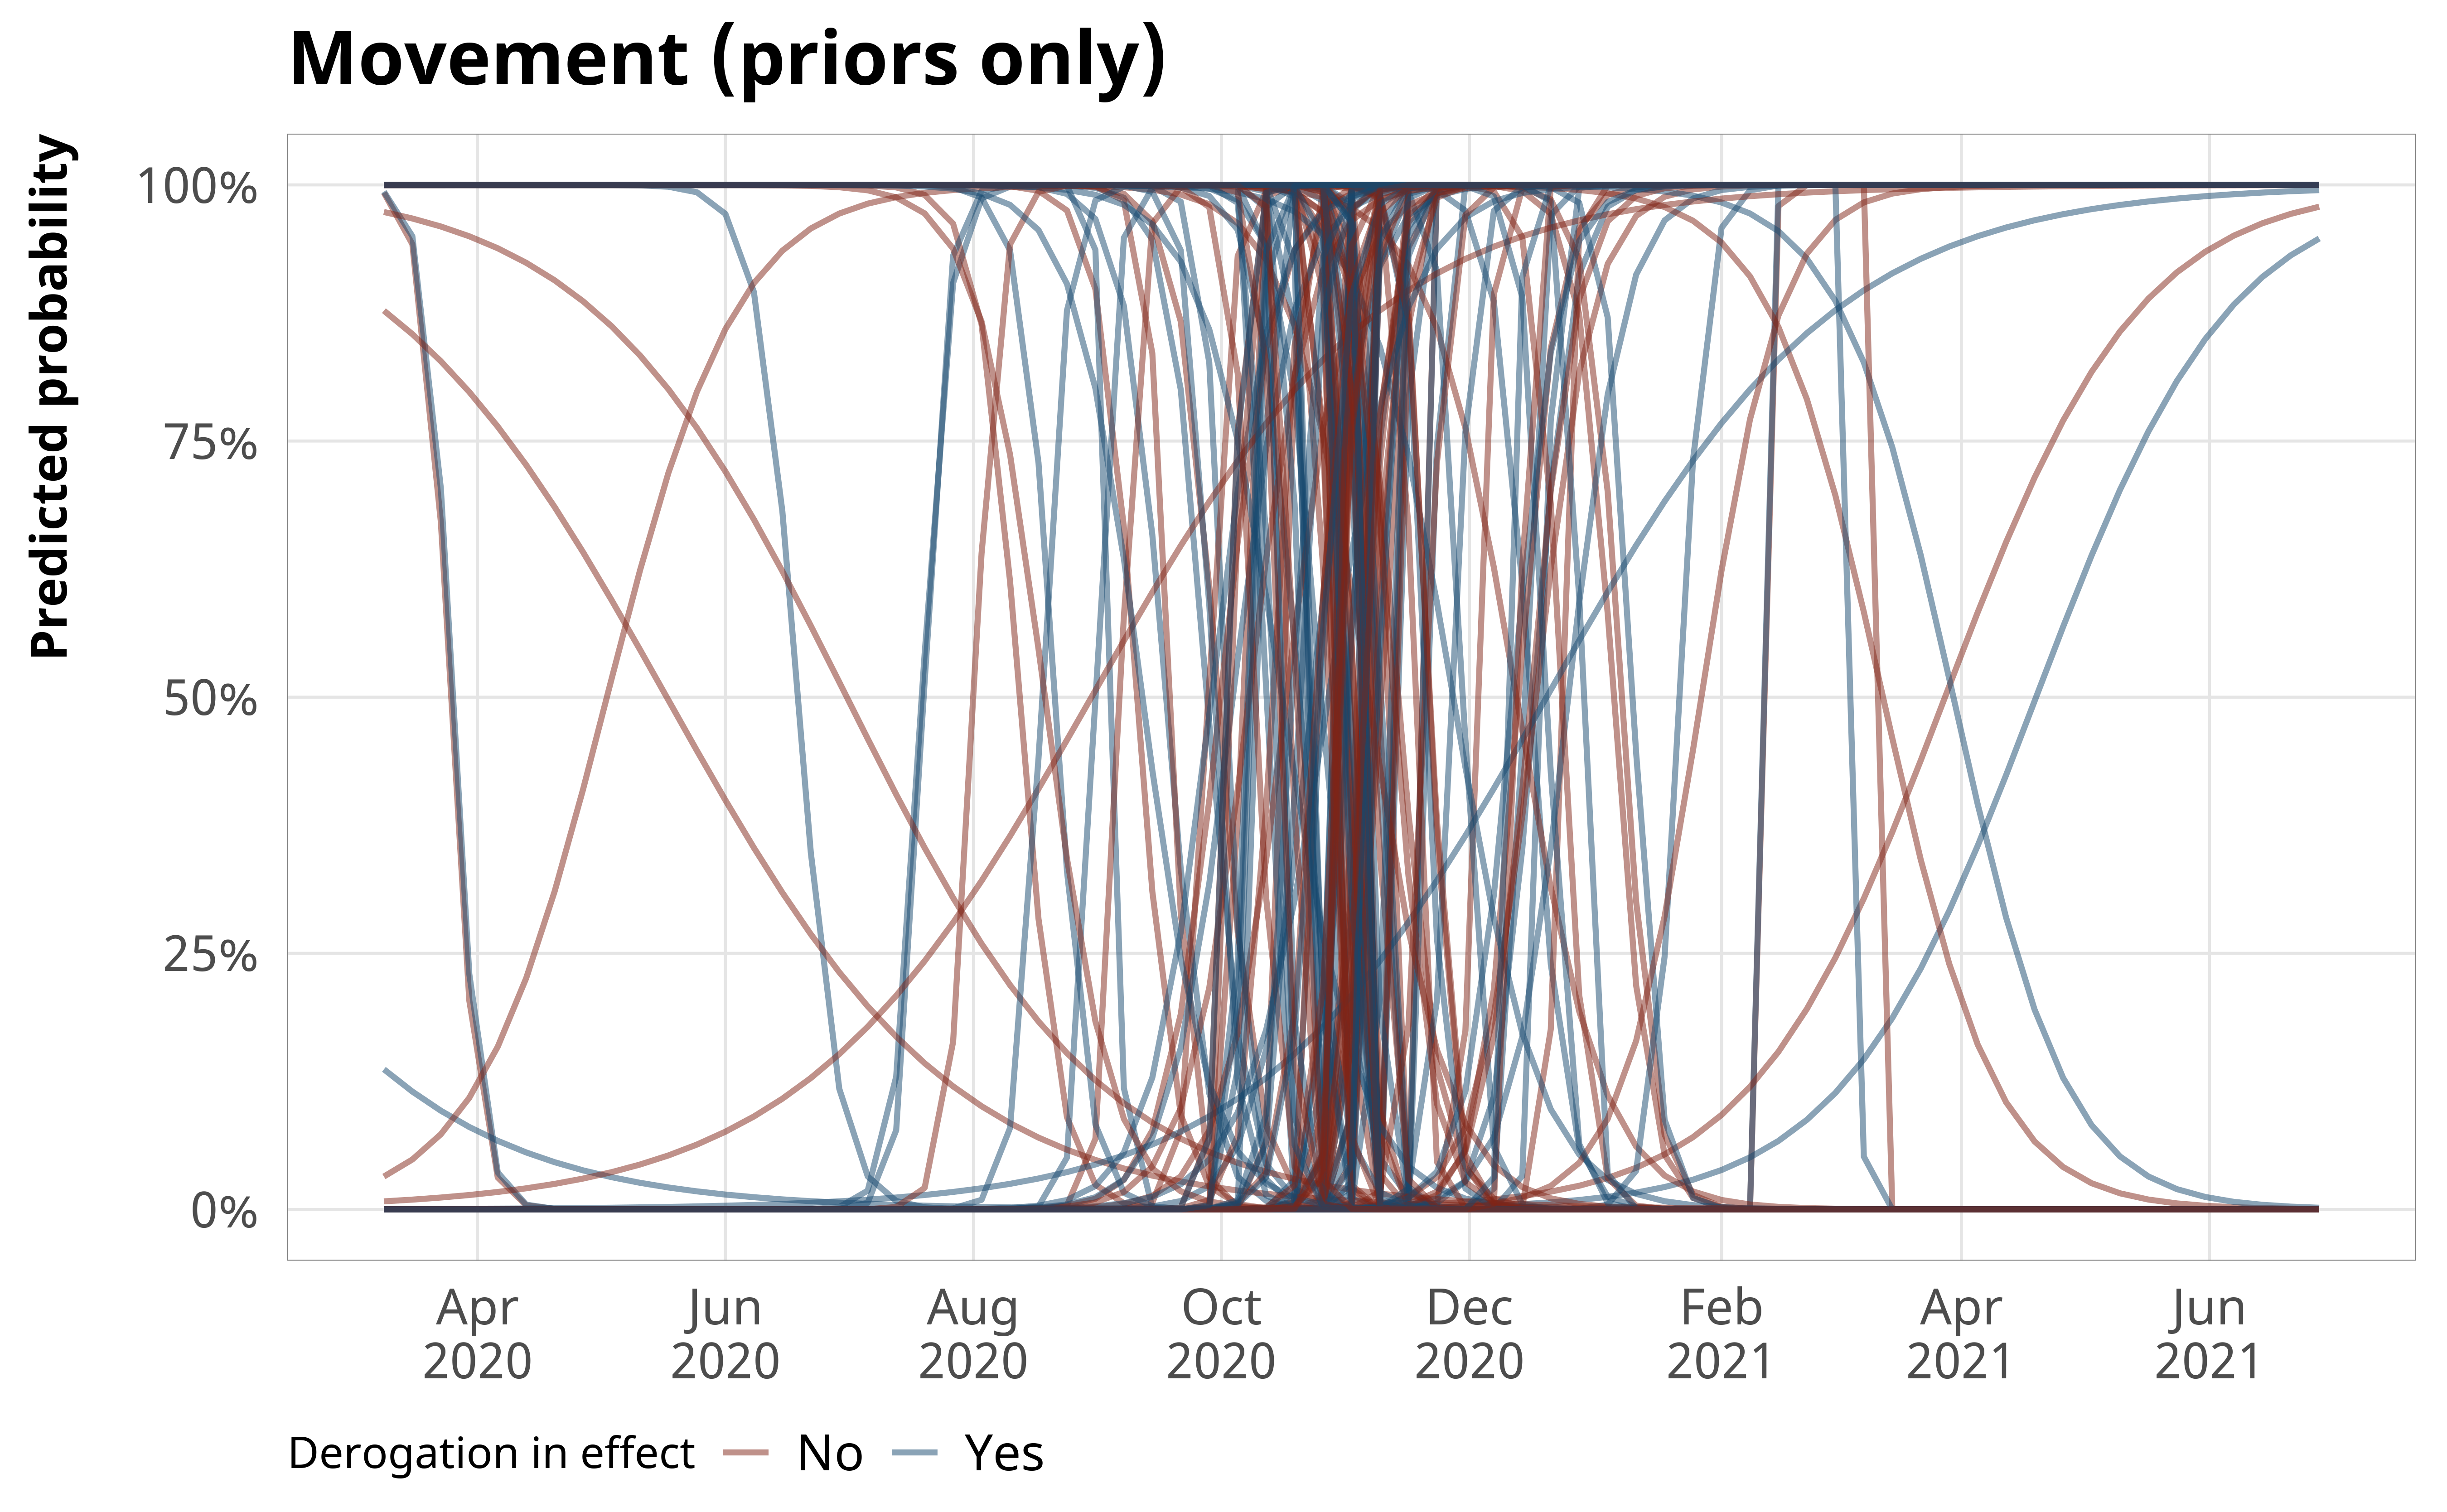 Movement (priors only)
Predicted probability
100%
75%
50%
25%
0%
Apr Jun Aug Oct Dec Feb Apr Jun
2020 2020 2020 2020 2020 2021 2021 2021
Derogation in effect No Yes